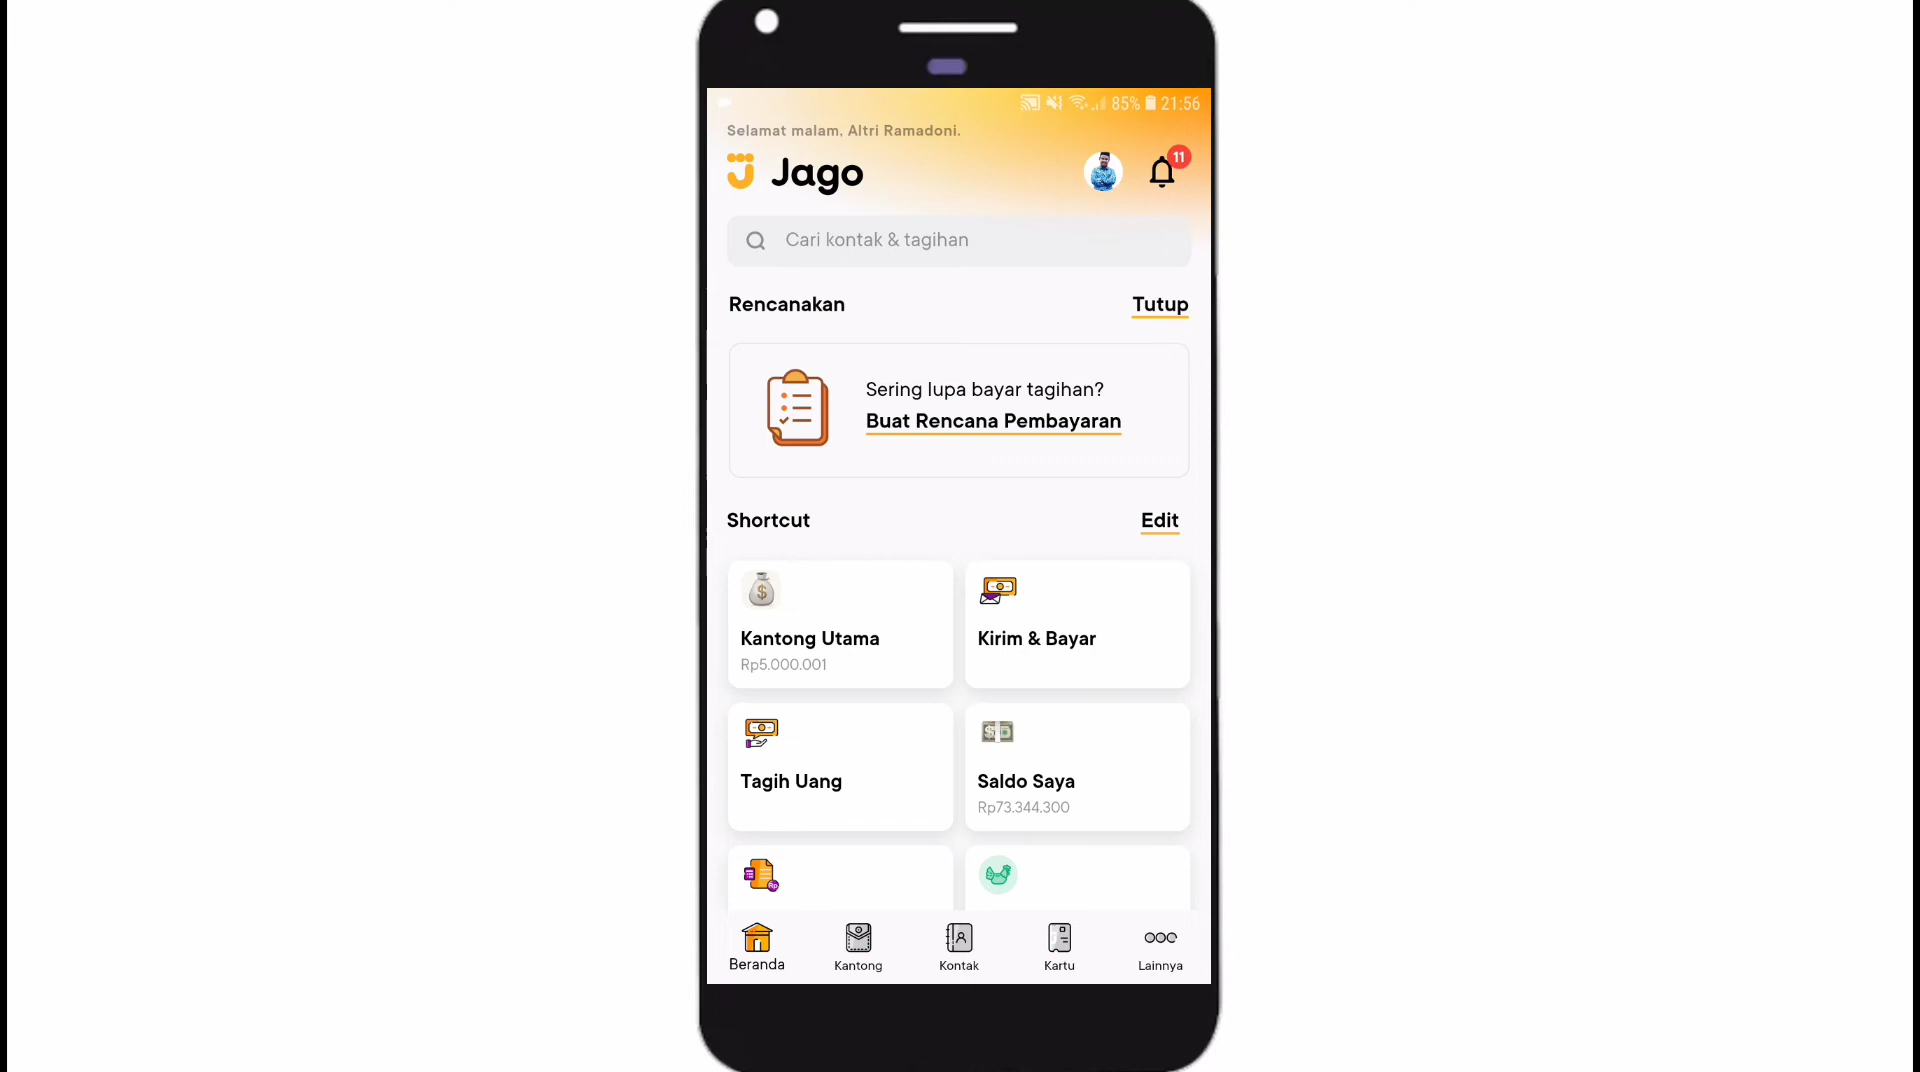 85% 21:56
Selamat malam, Altri Ramadoni.
Jago
11
Cari kontak & tagihan
Rencanakan Tutup
Sering lupa bayar tagihan?
Buat Rencana Pembayaran
Shortcut Edit
$
Kantong Utama
Rp5.000.001
Kirim & Bayar
Tagih Uang
Saldo Saya
Rp73.344.300
Rp
Beranda Kantong Kontak Kartu Lainnya